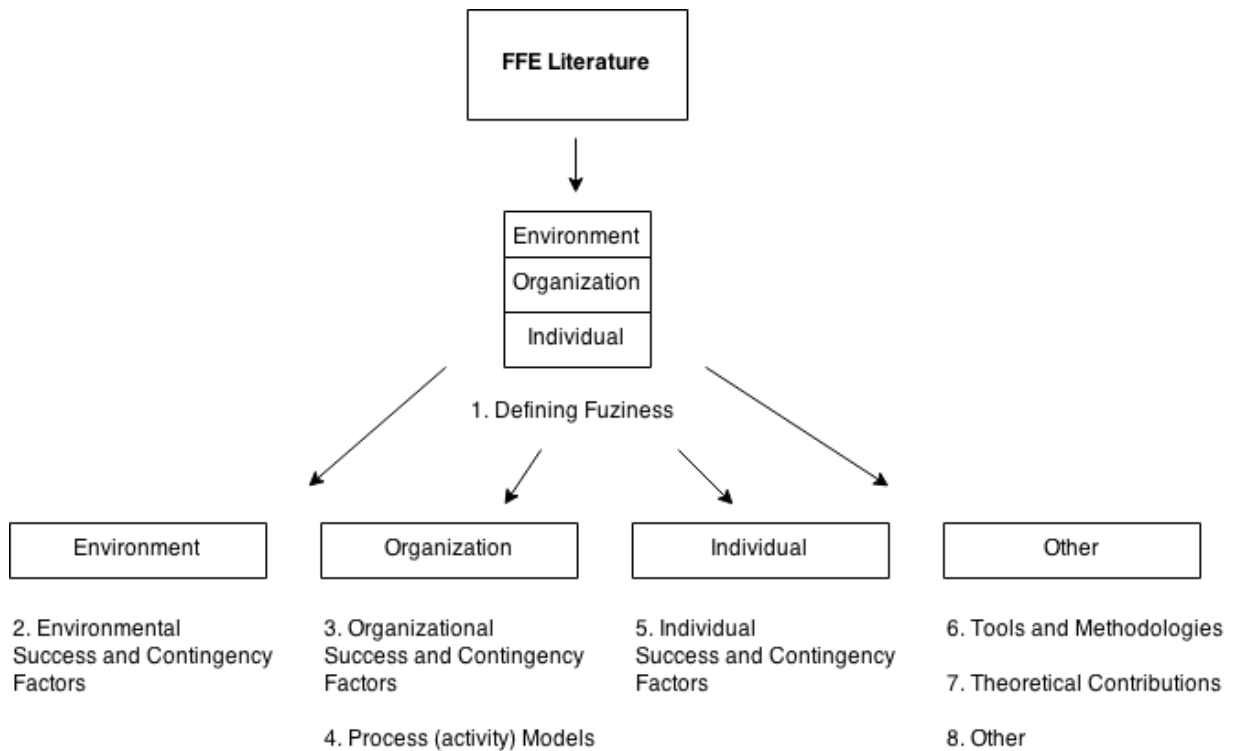 FFE Literature
Environment
Organization
Individual
1. Defining Fuziness
Environment
Organization
Individual
Other
2. Environmental
Success and Contingency
Factors
3. Organizational
Success and Contingency
Factors
4. Process (activity) Models
5. Individual
Success and Contingency
Factors
6. Tools and Methodologies
7. Theoretical Contributions
8. Other